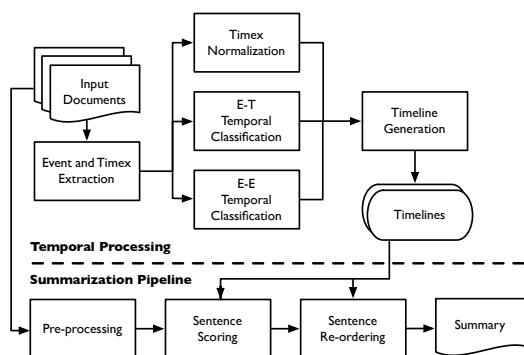 Timex
Normalization
Input
Documents
E-T
Temporal
Classification
Timeline
Generation
Event and Timex
Extraction
E-E
Temporal
Classification
Timelines
Temporal Processing
Summarization Pipeline
Pre-processing
Sentence
Scoring
Sentence
Re-ordering
Summary